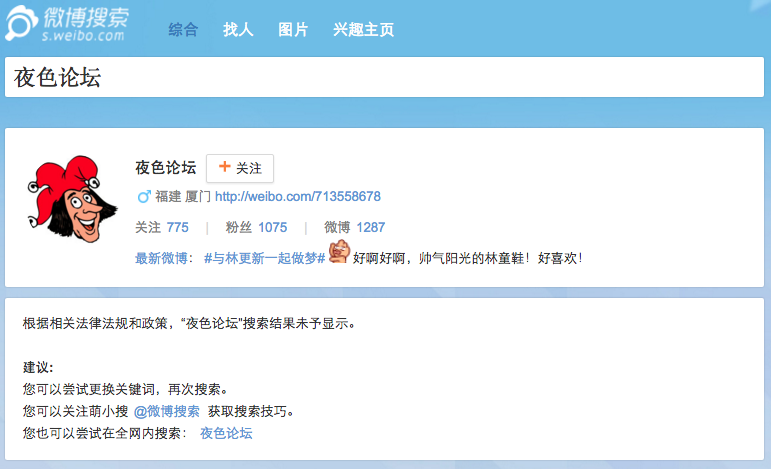 微博搜索
s.weibo.com
综合 找人 图片 兴趣主页
夜色论坛
夜色论坛 + 关注
福建 厦门 http://weibo.com/713558678
关注 775 | 粉丝 1075 | 微博 1287
最新微博： #与林更新一起做梦# 好啊好啊，帅气阳光的林童鞋！好喜欢！
根据相关法律法规和政策，“夜色论坛”搜索结果未予显示。
建议:
您可以尝试更换关键词，再次搜索。
您可以关注萌小搜 @微博搜索 获取搜索技巧。
您也可以尝试在全网内搜索： 夜色论坛